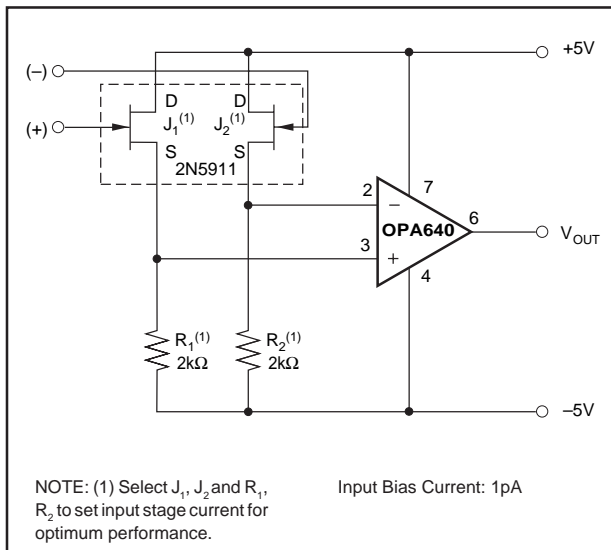 +5V
(–)
D D
(+) J₁⁽¹⁾ J₂⁽¹⁾
S S
2N5911
2 – 7
OPA640 6 V_OUT
3 + 4
R₁⁽¹⁾ R₂⁽¹⁾
2kΩ 2kΩ
–5V
NOTE: (1) Select J₁, J₂ and R₁,
R₂ to set input stage current for
optimum performance.
Input Bias Current: 1pA